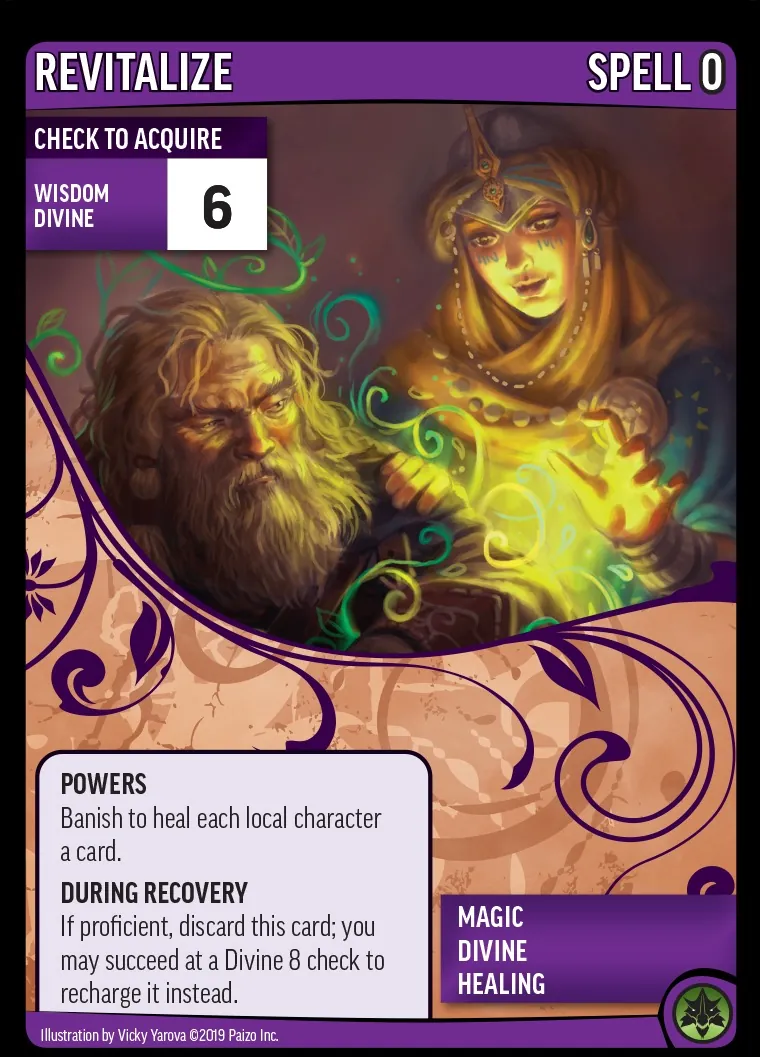 REVITALIZE SPELL 0
CHECK TO ACQUIRE
WISDOM
DIVINE
6
POWERS
Banish to heal each local character
a card.
DURING RECOVERY
If proficient, discard this card; you
may succeed at a Divine 8 check to
recharge it instead.
MAGIC
DIVINE
HEALING
Illustration by Vicky Yarova ©2019 Paizo Inc.